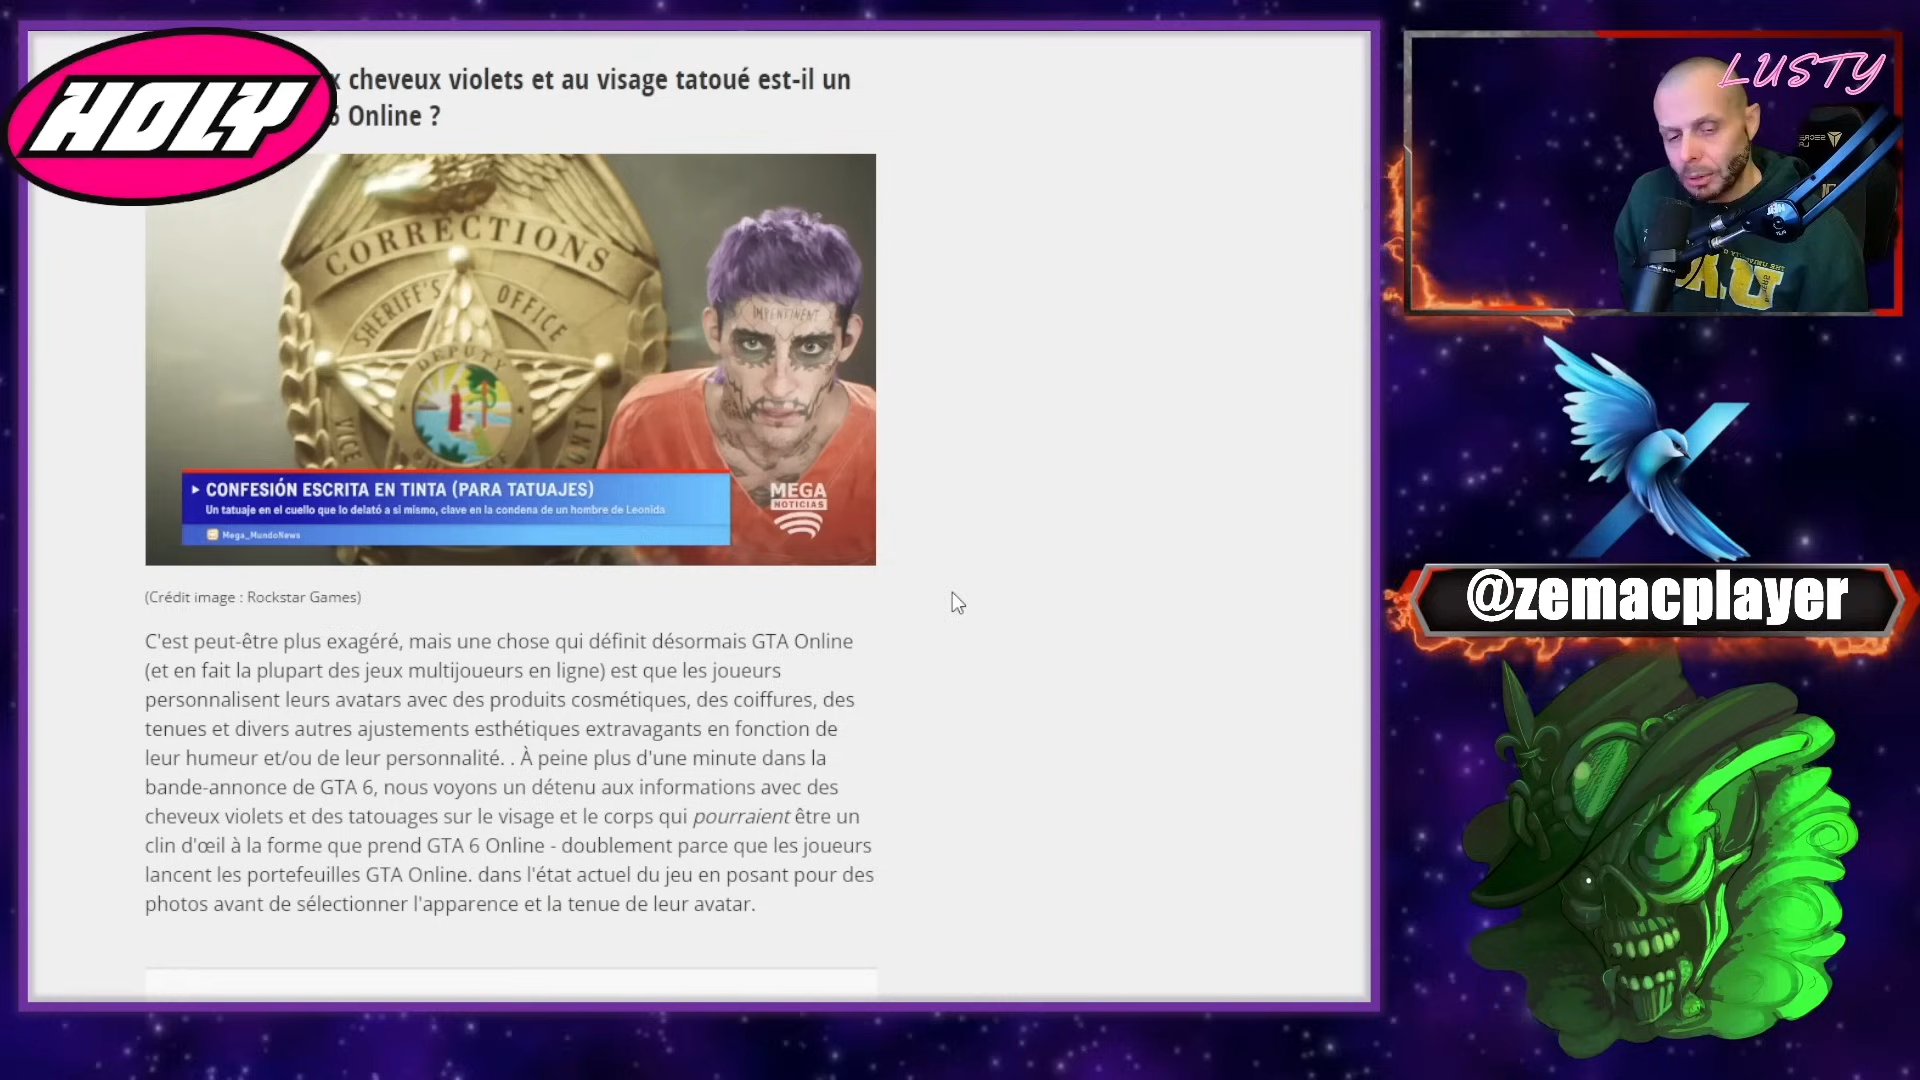 HOLY
x cheveux violets et au visage tatoué est-il un
6 Online ?
CORRECTIONS
SHERIFF'S OFFICE
DEPUTY
VICE
IMPENTINENT
CONFESIÓN ESCRITA EN TINTA (PARA TATUAJES)
Un tatuaje en el cuello que lo delató a si mismo, clave en la condena de un hombre de Leonida
Mega_MundoNews
MEGA
NOTICIAS
(Crédit image : Rockstar Games)
C'est peut-être plus exagéré, mais une chose qui définit désormais GTA Online
(et en fait la plupart des jeux multijoueurs en ligne) est que les joueurs
personnalisent leurs avatars avec des produits cosmétiques, des coiffures, des
tenues et divers autres ajustements esthétiques extravagants en fonction de
leur humeur et/ou de leur personnalité. . À peine plus d'une minute dans la
bande-annonce de GTA 6, nous voyons un détenu aux informations avec des
cheveux violets et des tatouages sur le visage et le corps qui pourraient être un
clin d'œil à la forme que prend GTA 6 Online - doublement parce que les joueurs
lancent les portefeuilles GTA Online. dans l'état actuel du jeu en posant pour des
photos avant de sélectionner l'apparence et la tenue de leur avatar.
LUSTY
@zemacplayer